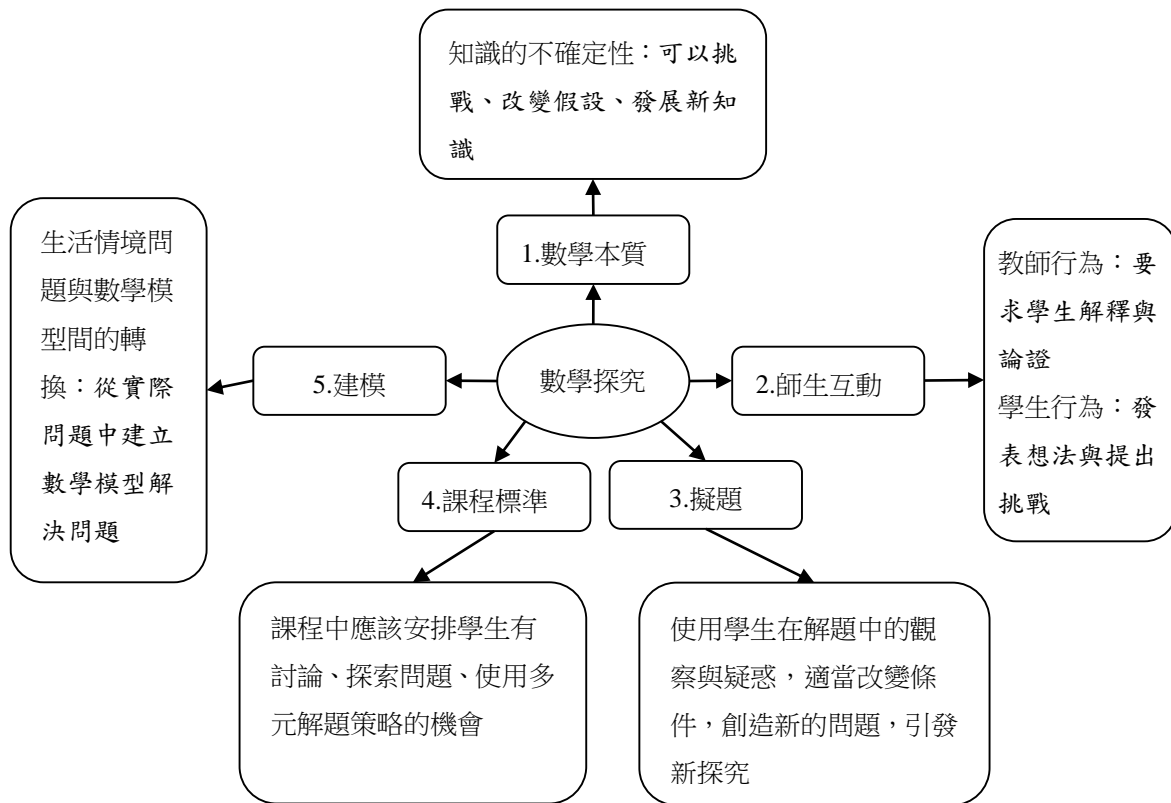 知識的不確定性：可以挑
戰、改變假設、發展新知
識
1.數學本質
生活情境問
題與數學模
型間的轉
換：從實際
問題中建立
數學模型解
決問題
5.建模
數學探究
2.師生互動
教師行為：要
求學生解釋與
論證
學生行為：發
表想法與提出
挑戰
4.課程標準
3.擬題
課程中應該安排學生有
討論、探索問題、使用多
元解題策略的機會
使用學生在解題中的觀
察與疑惑，適當改變條
件，創造新的問題，引發
新探究